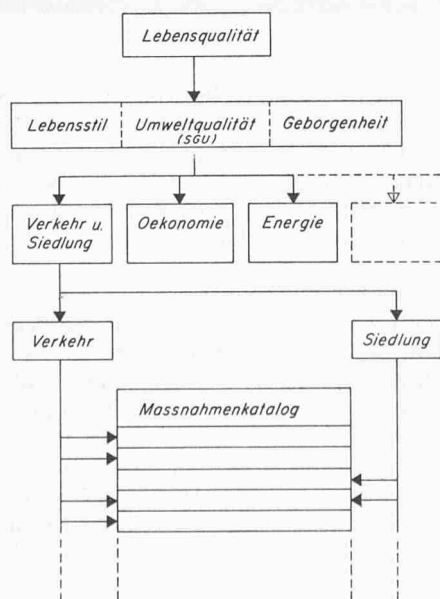 Lebensqualität
Lebensstil Umweltqualität Geborgenheit
(SGU)
Verkehr u. Oekonomie Energie
Siedlung
Verkehr Siedlung
Massnahmenkatalog